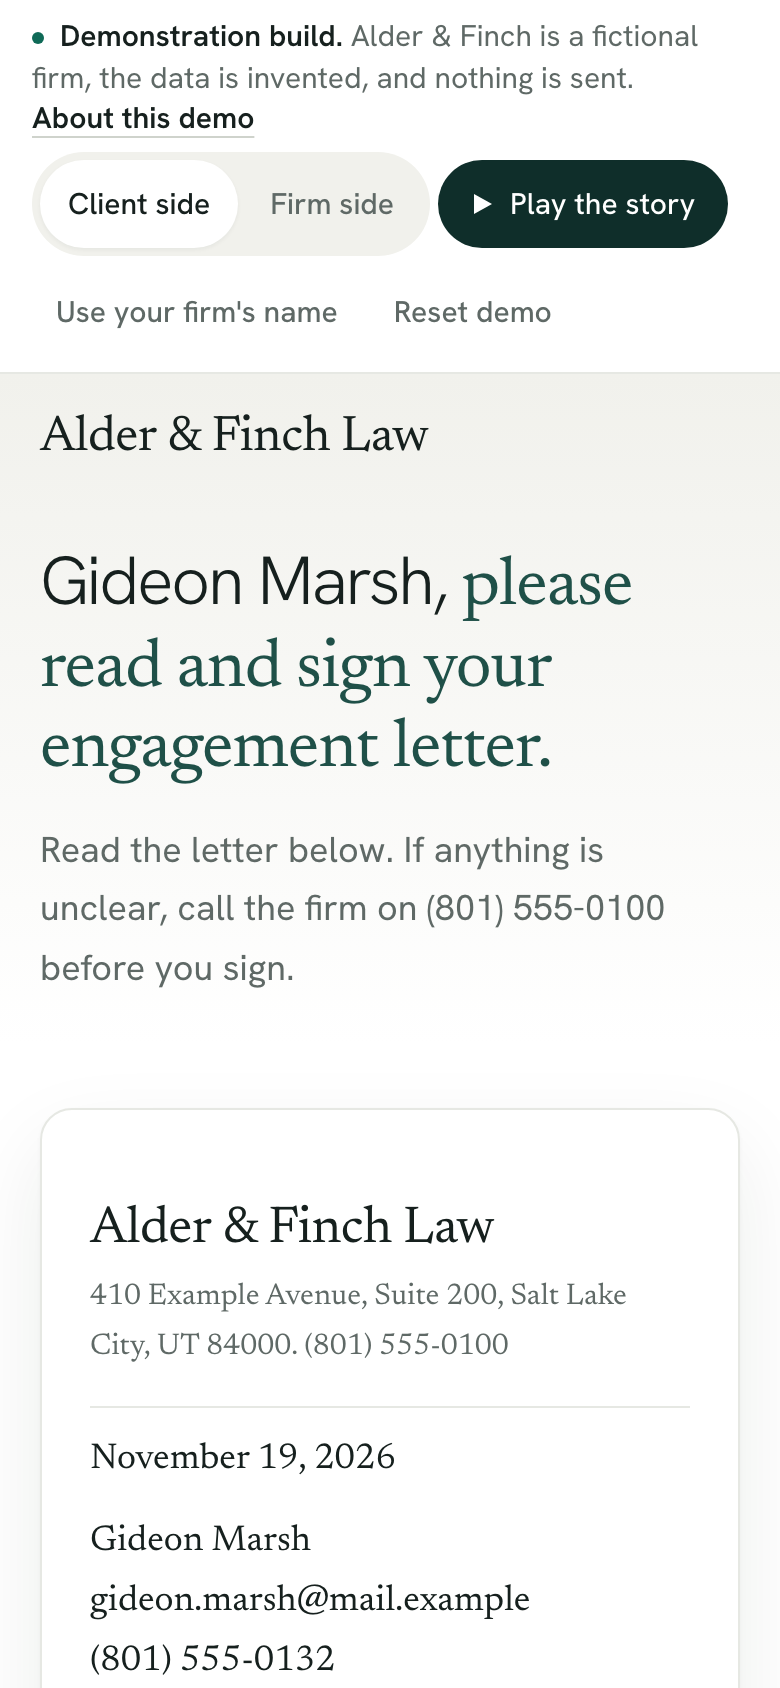 Demonstration build. Alder & Finch is a fictional
firm, the data is invented, and nothing is sent.
About this demo
Client side
Firm side
Play the story
Use your firm's name
Reset demo
Alder & Finch Law
Gideon Marsh, please
read and sign your
engagement letter.
Read the letter below. If anything is
unclear, call the firm on (801) 555-0100
before you sign.
Alder & Finch Law
410 Example Avenue, Suite 200, Salt Lake
City, UT 84000. (801) 555-0100
November 19, 2026
Gideon Marsh
gideon.marsh@mail.example
(801) 555-0132